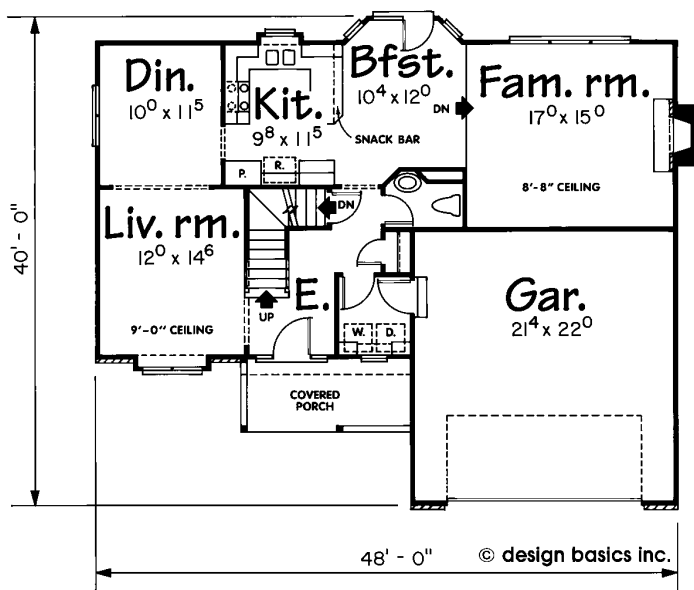 Din.
10⁰ x 11⁵
Kit.
9⁸ x 11⁵
Bfst.
10⁴ x 12⁰
DN
SNACK BAR
Fam. rm.
17⁰ x 15⁰
8'-8" CEILING
P.
R.
DN
Liv. rm.
12⁰ x 14⁶
9'-0" CEILING
UP
E.
W.
D.
Gar.
21⁴ x 22⁰
COVERED
PORCH
40' - 0"
48' - 0"
© design basics inc.